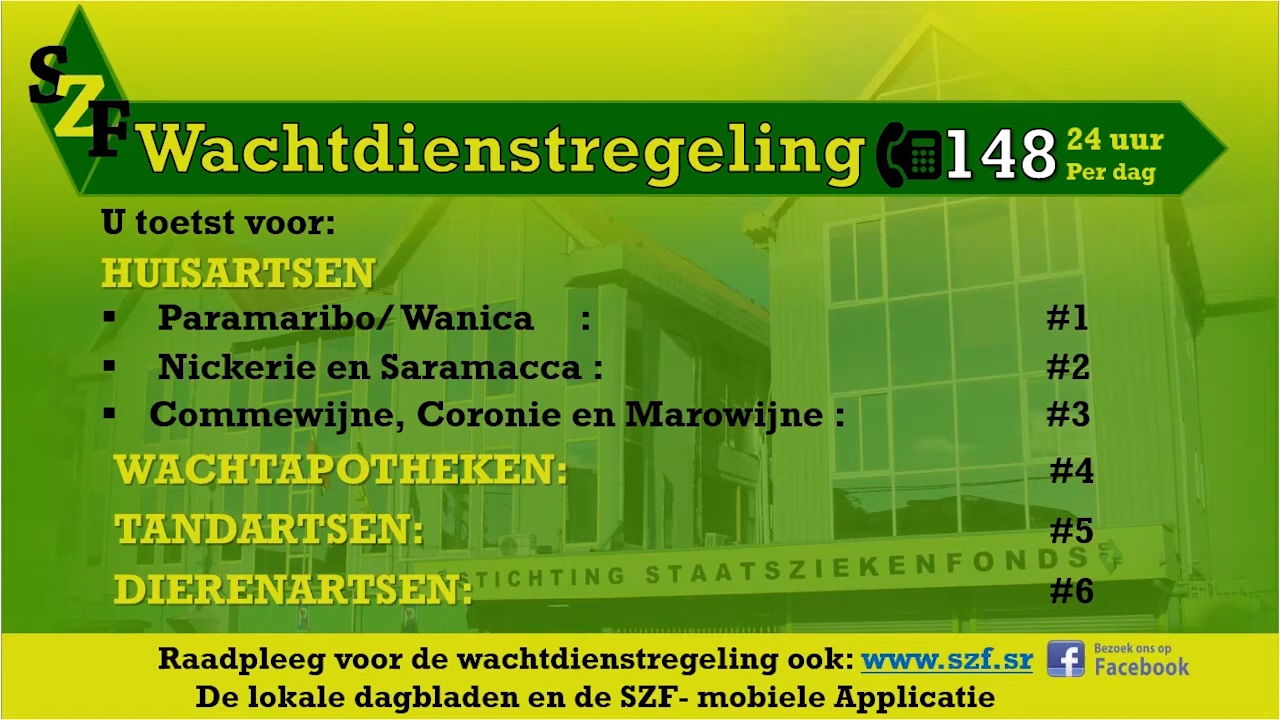 SZF
Wachtdienstregeling 148 24 uur
Per dag
U toetst voor:
HUISARTSEN
▪ Paramaribo/ Wanica : #1
▪ Nickerie en Saramacca : #2
▪ Commewijne, Coronie en Marowijne : #3
WACHTAPOTHEKEN: #4
TANDARTSEN: #5
STICHTING STAATSZIEKENFONDS SZF
DIERENARTSEN: #6
Raadpleeg voor de wachtdienstregeling ook: www.szf.sr f Bezoek ons op
Facebook
De lokale dagbladen en de SZF- mobiele Applicatie